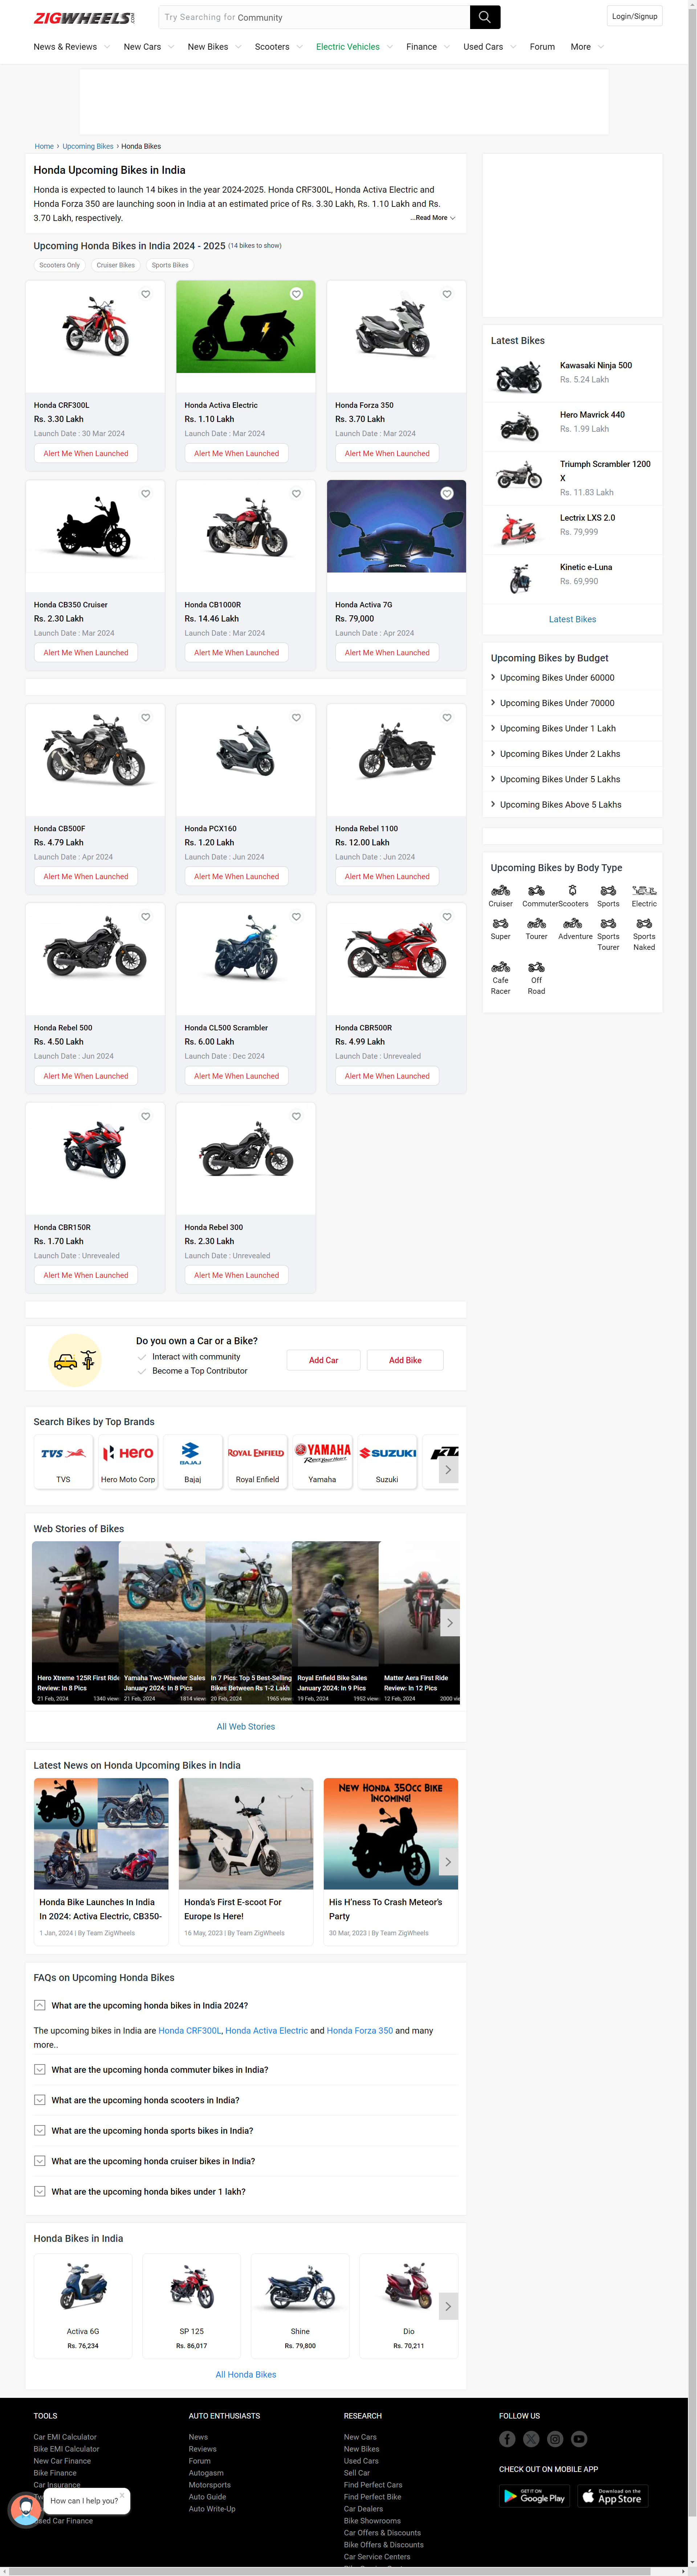 ZIGWHEELS.COM
Try Searching for Community
Login/Signup
News & Reviews
New Cars
New Bikes
Scooters
Electric Vehicles
Finance
Used Cars
Forum
More
Home › Upcoming Bikes › Honda Bikes
Honda Upcoming Bikes in India
Honda is expected to launch 14 bikes in the year 2024-2025. Honda CRF300L, Honda Activa Electric and
Honda Forza 350 are launching soon in India at an estimated price of Rs. 3.30 Lakh, Rs. 1.10 Lakh and Rs.
3.70 Lakh, respectively.
...Read More
Upcoming Honda Bikes in India 2024 - 2025 (14 bikes to show)
Scooters Only
Cruiser Bikes
Sports Bikes
Honda CRF300L
Rs. 3.30 Lakh
Launch Date : 30 Mar 2024
Alert Me When Launched
Honda Activa Electric
Rs. 1.10 Lakh
Launch Date : Mar 2024
Alert Me When Launched
Honda Forza 350
Rs. 3.70 Lakh
Launch Date : Mar 2024
Alert Me When Launched
Honda CB350 Cruiser
Rs. 2.30 Lakh
Launch Date : Mar 2024
Alert Me When Launched
Honda CB1000R
Rs. 14.46 Lakh
Launch Date : Mar 2024
Alert Me When Launched
HONDA
Honda Activa 7G
Rs. 79,000
Launch Date : Apr 2024
Alert Me When Launched
Honda CB500F
Rs. 4.79 Lakh
Launch Date : Apr 2024
Alert Me When Launched
Honda PCX160
Rs. 1.20 Lakh
Launch Date : Jun 2024
Alert Me When Launched
Honda Rebel 1100
Rs. 12.00 Lakh
Launch Date : Jun 2024
Alert Me When Launched
Honda Rebel 500
Rs. 4.50 Lakh
Launch Date : Jun 2024
Alert Me When Launched
Honda CL500 Scrambler
Rs. 6.00 Lakh
Launch Date : Dec 2024
Alert Me When Launched
Honda CBR500R
Rs. 4.99 Lakh
Launch Date : Unrevealed
Alert Me When Launched
Honda CBR150R
Rs. 1.70 Lakh
Launch Date : Unrevealed
Alert Me When Launched
Honda Rebel 300
Rs. 2.30 Lakh
Launch Date : Unrevealed
Alert Me When Launched
Latest Bikes
Kawasaki Ninja 500
Rs. 5.24 Lakh
Hero Mavrick 440
Rs. 1.99 Lakh
Triumph Scrambler 1200
X
Rs. 11.83 Lakh
Lectrix LXS 2.0
Rs. 79,999
Kinetic e-Luna
Rs. 69,990
Latest Bikes
Upcoming Bikes by Budget
Upcoming Bikes Under 60000
Upcoming Bikes Under 70000
Upcoming Bikes Under 1 Lakh
Upcoming Bikes Under 2 Lakhs
Upcoming Bikes Under 5 Lakhs
Upcoming Bikes Above 5 Lakhs
Upcoming Bikes by Body Type
Cruiser
Commuter
Scooters
Sports
Electric
Super
Tourer
Adventure
Sports
Tourer
Sports
Naked
Cafe
Racer
Off
Road
Do you own a Car or a Bike?
Interact with community
Become a Top Contributor
Add Car
Add Bike
Search Bikes by Top Brands
TVS
TVS
Hero
Hero Moto Corp
BAJAJ
Bajaj
ROYAL ENFIELD
Royal Enfield
YAMAHA
Revs Your Heart
Yamaha
SUZUKI
Suzuki
Web Stories of Bikes
Hero Xtreme 125R First Ride
Review: In 8 Pics
21 Feb, 2024 1340 views
Yamaha Two-Wheeler Sales
January 2024: In 8 Pics
21 Feb, 2024 1814 views
In 7 Pics: Top 5 Best-Selling
Bikes Between Rs 1-2 Lakh
20 Feb, 2024 1965 views
Royal Enfield Bike Sales
January 2024: In 9 Pics
19 Feb, 2024 1952 views
Matter Aera First Ride
Review: In 12 Pics
12 Feb, 2024 2000 vie
All Web Stories
Latest News on Honda Upcoming Bikes in India
Honda Bike Launches In India
In 2024: Activa Electric, CB350-
1 Jan, 2024 | By Team ZigWheels
Honda's First E-scoot For
Europe Is Here!
16 May, 2023 | By Team ZigWheels
New Honda 350cc Bike
Incoming!
His H'ness To Crash Meteor's
Party
30 Mar, 2023 | By Team ZigWheels
FAQs on Upcoming Honda Bikes
What are the upcoming honda bikes in India 2024?
The upcoming bikes in India are Honda CRF300L, Honda Activa Electric and Honda Forza 350 and many
more..
What are the upcoming honda commuter bikes in India?
What are the upcoming honda scooters in India?
What are the upcoming honda sports bikes in India?
What are the upcoming honda cruiser bikes in India?
What are the upcoming honda bikes under 1 lakh?
Honda Bikes in India
Activa 6G
Rs. 76,234
SP 125
Rs. 86,017
Shine
Rs. 79,800
Dio
Rs. 70,211
All Honda Bikes
TOOLS
Car EMI Calculator
Bike EMI Calculator
New Car Finance
Bike Finance
Car Insurance
How can I help you?
Used Car Finance
AUTO ENTHUSIASTS
News
Reviews
Forum
Autogasm
Motorsports
Auto Guide
Auto Write-Up
RESEARCH
New Cars
New Bikes
Used Cars
Sell Car
Find Perfect Cars
Find Perfect Bike
Car Dealers
Bike Showrooms
Car Offers & Discounts
Bike Offers & Discounts
Car Service Centers
FOLLOW US
CHECK OUT ON MOBILE APP
GET IT ON
Google Play
Download on the
App Store